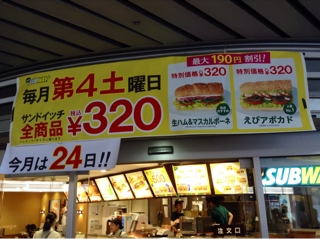 毎月 第4土曜日
サンドイッチ
全商品 税込 ¥320
最大190円割引!
特別価格 ¥320
生ハム&マスカルポーネ
特別価格 ¥320
えびアボカド
今月は24日!!
SUBW
注文口